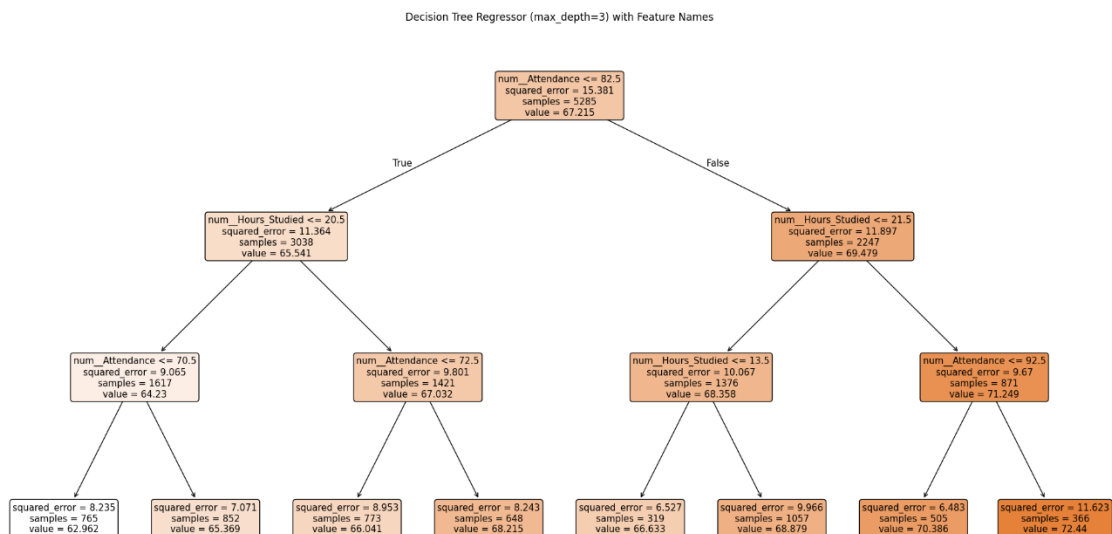 Decision Tree Regressor (max_depth=3) with Feature Names
num__Attendance <= 82.5
squared_error = 15.381
samples = 5285
value = 67.215
True
False
num__Hours_Studied <= 20.5
squared_error = 11.364
samples = 3038
value = 65.541
num__Hours_Studied <= 21.5
squared_error = 11.897
samples = 2247
value = 69.479
num__Attendance <= 70.5
squared_error = 9.065
samples = 1617
value = 64.23
num__Attendance <= 72.5
squared_error = 9.801
samples = 1421
value = 67.032
num__Hours_Studied <= 13.5
squared_error = 10.067
samples = 1376
value = 68.358
num__Attendance <= 92.5
squared_error = 9.67
samples = 871
value = 71.249
squared_error = 8.235
samples = 765
value = 62.962
squared_error = 7.071
samples = 852
value = 65.369
squared_error = 8.953
samples = 773
value = 66.041
squared_error = 8.243
samples = 648
value = 68.215
squared_error = 6.527
samples = 319
value = 66.633
squared_error = 9.966
samples = 1057
value = 68.879
squared_error = 6.483
samples = 505
value = 70.386
squared_error = 11.623
samples = 366
value = 72.44